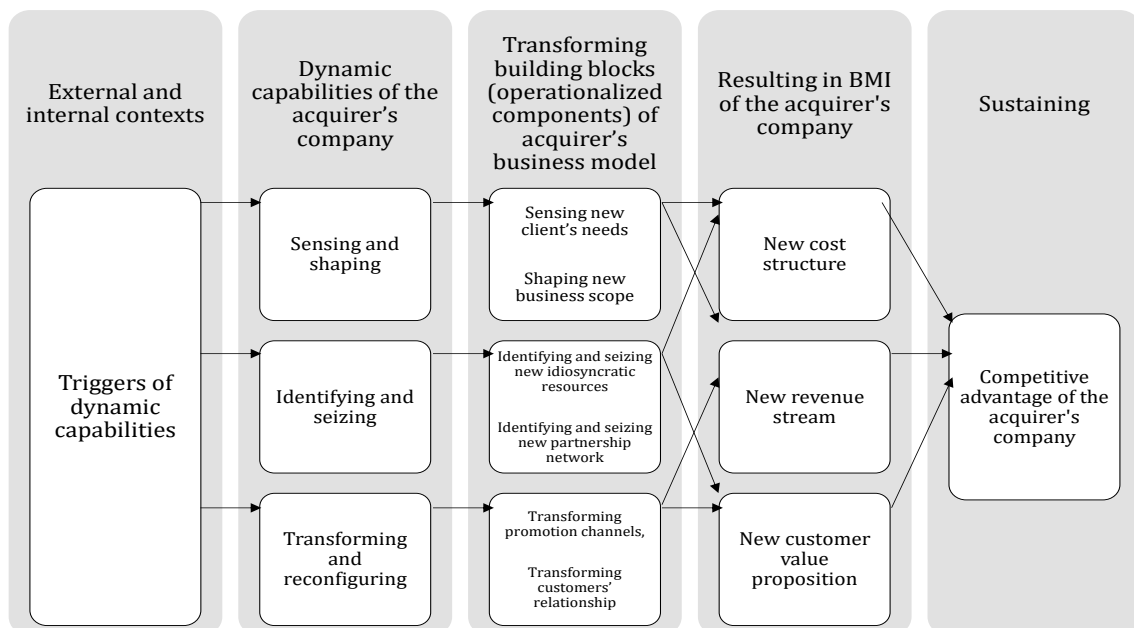 External and
internal contexts
Dynamic
capabilities of the
acquirer’s
company
Transforming
building blocks
(operationalized
components) of
acquirer’s
business model
Resulting in BMI
of the acquirer's
company
Sustaining
Triggers of
dynamic
capabilities
Sensing and
shaping
Identifying and
seizing
Transforming
and
reconfiguring
Sensing new
client’s needs
Shaping new
business scope
Identifying and seizing
new idiosyncratic
resources
Identifying and seizing
new partnership
network
Transforming
promotion channels,
Transforming
customers’
relationship
New cost
structure
New revenue
stream
New customer
value
proposition
Competitive
advantage of the
acquirer's
company